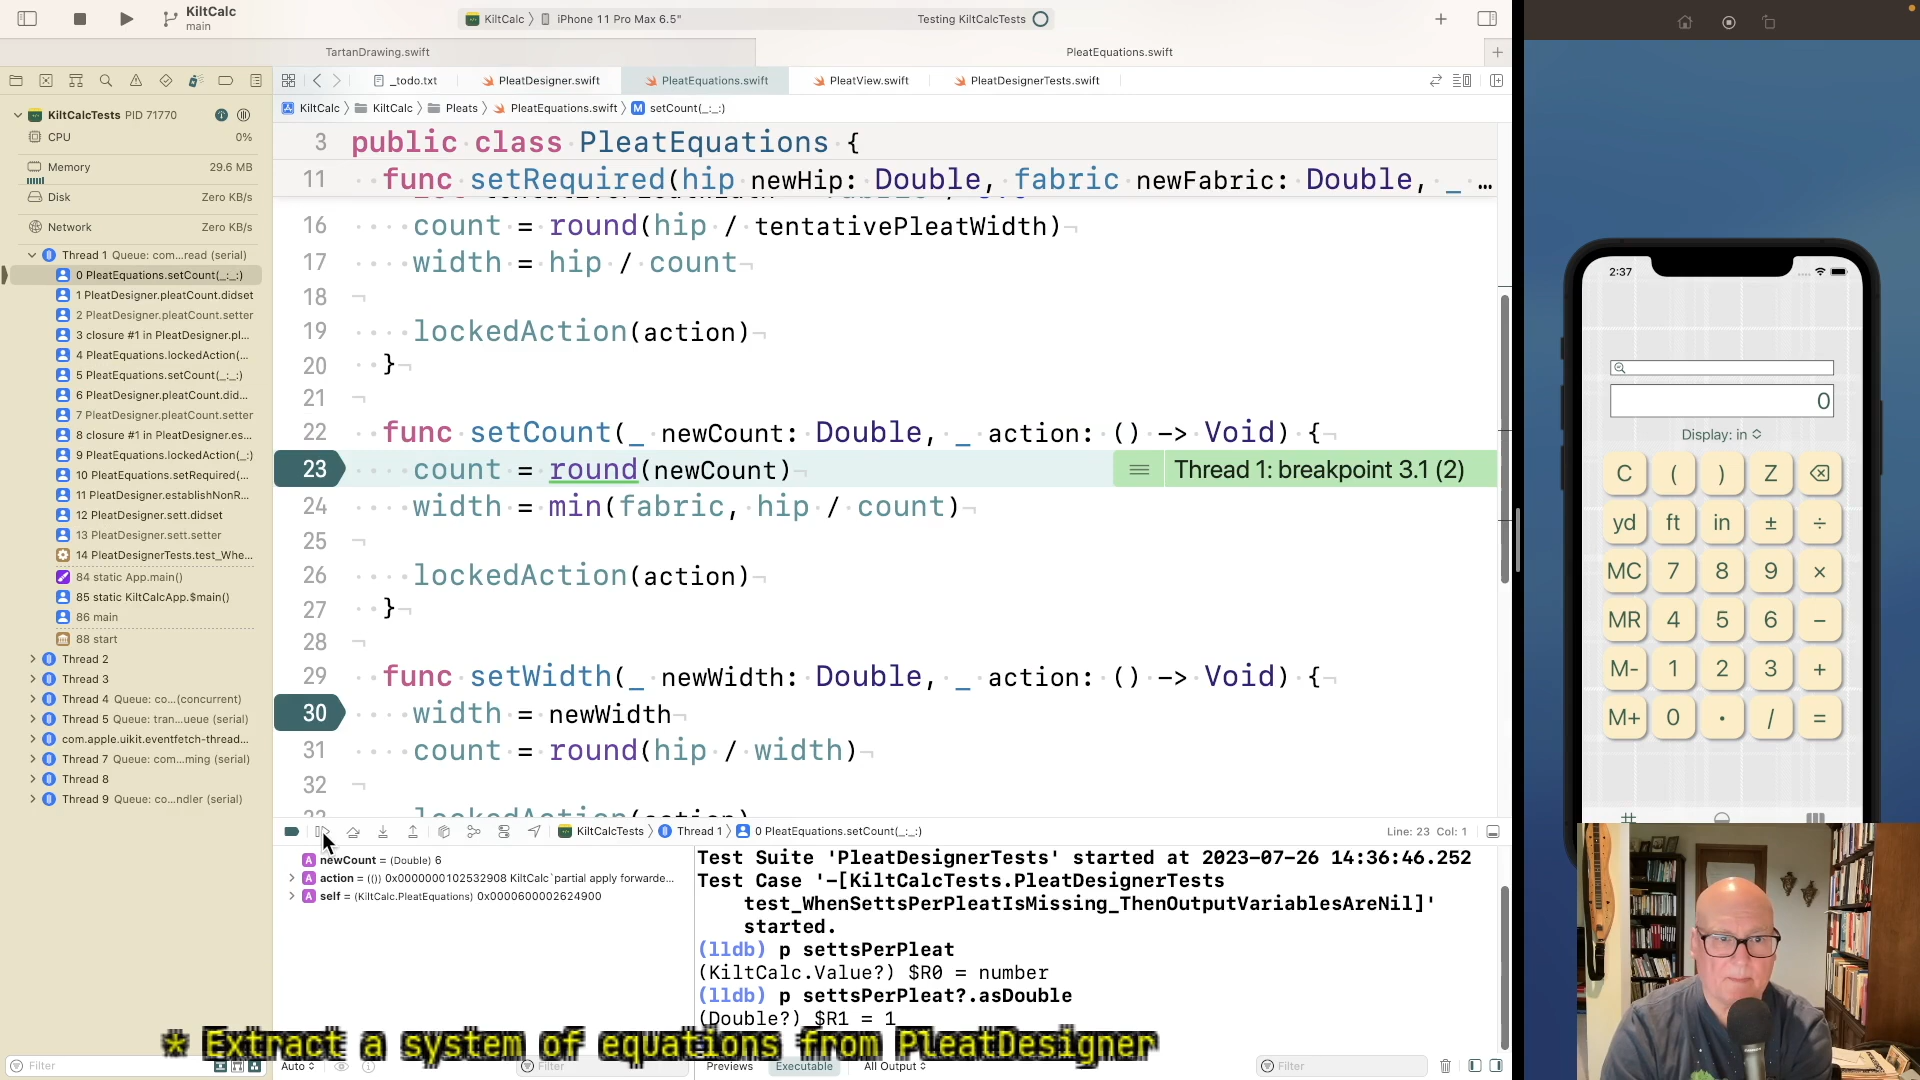 KiltCalc
main
KiltCalc 〉 iPhone 11 Pro Max 6.5"
Testing KiltCalcTests
TartanDrawing.swift
PleatEquations.swift
_todo.txt
PleatDesigner.swift
PleatEquations.swift
PleatView.swift
PleatDesignerTests.swift
KiltCalc 〉 KiltCalc 〉 Pleats 〉 PleatEquations.swift 〉 M setCount(_:_:)
KiltCalcTests PID 71770
CPU 0%
Memory 29.6 MB
Disk Zero KB/s
Network Zero KB/s
Thread 1 Queue: com...read (serial)
0 PleatEquations.setCount(_:_:)
1 PleatDesigner.pleatCount.didset
2 PleatDesigner.pleatCount.setter
3 closure #1 in PleatDesigner.pl...
4 PleatEquations.lockedAction(...
5 PleatEquations.setCount(_:_:)
6 PleatDesigner.pleatCount.did...
7 PleatDesigner.pleatCount.setter
8 closure #1 in PleatDesigner.es...
9 PleatEquations.lockedAction(_:)
10 PleatEquations.setRequired(...
11 PleatDesigner.establishNonR...
12 PleatDesigner.sett.didset
13 PleatDesigner.sett.setter
14 PleatDesignerTests.test_Whe...
84 static App.main()
85 static KiltCalcApp.$main()
86 main
88 start
Thread 2
Thread 3
Thread 4 Queue: co...(concurrent)
Thread 5 Queue: tran...ueue (serial)
com.apple.uikit.eventfetch-thread...
Thread 7 Queue: com...ming (serial)
Thread 8
Thread 9 Queue: co...ndler (serial)
Filter
3 public class PleatEquations {
11 func setRequired(hip newHip: Double, fabric newFabric: Double, _ …
16 count = round(hip / tentativePleatWidth)¬
17 width = hip / count¬
18 ¬
19 lockedAction(action)¬
20 }¬
21 ¬
22 func setCount(_ newCount: Double, _ action: () -> Void) {¬
23 count = round(newCount)¬ Thread 1: breakpoint 3.1 (2)
24 width = min(fabric, hip / count)¬
25 ¬
26 lockedAction(action)¬
27 }¬
28 ¬
29 func setWidth(_ newWidth: Double, _ action: () -> Void) {¬
30 width = newWidth¬
31 count = round(hip / width)¬
32 ¬
KiltCalcTests 〉 Thread 1 〉 0 PleatEquations.setCount(_:_:)
Line: 23 Col: 1
A newCount = (Double) 6
A action = (()) 0x0000000102532908 KiltCalc`partial apply forwarde...
A self = (KiltCalc.PleatEquations) 0x0000600002624900
Test Suite 'PleatDesignerTests' started at 2023-07-26 14:36:46.252
Test Case '-[KiltCalcTests.PleatDesignerTests
test_WhenSettsPerPleatIsMissing_ThenOutputVariablesAreNil]'
started.
(lldb) p settsPerPleat
(KiltCalc.Value?) $R0 = number
(lldb) p settsPerPleat?.asDouble
(Double?) $R1 = 1
* Extract a system of equations from PleatDesigner
Auto
Filter
Previews
Executable
All Output
Filter
2:37
0
Display: in
C ( ) Z ⌫
yd ft in ± ÷
MC 7 8 9 ×
MR 4 5 6 −
M- 1 2 3 +
M+ 0 · / =